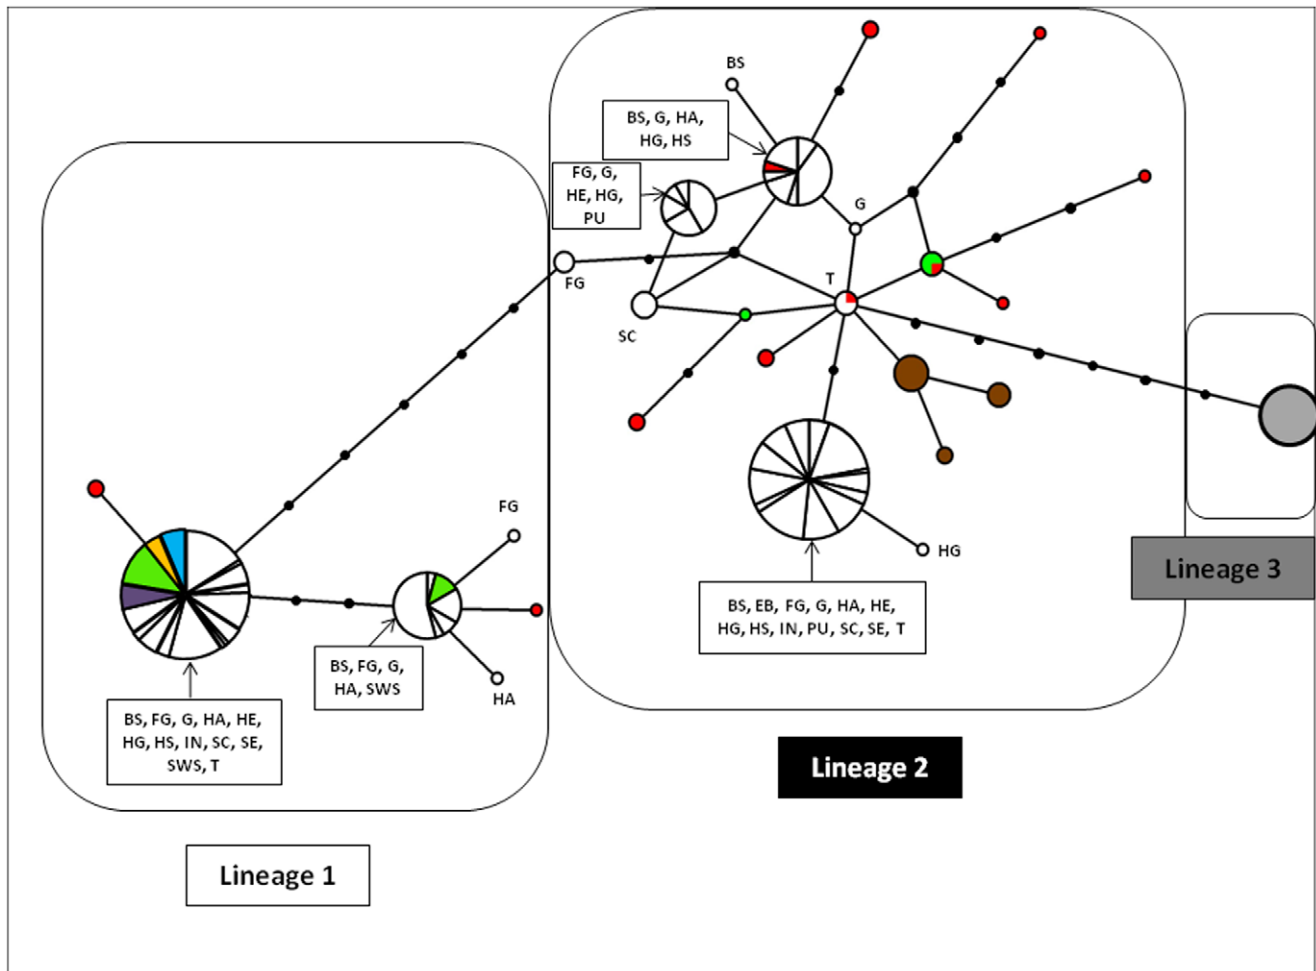 BS
BS, G, HA,
HG, HS
FG, G,
HE, HG,
PU
G
T
FG
SC
FG
HG
Lineage 3
BS, EB, FG, G, HA, HE,
HG, HS, IN, PU, SC, SE, T
BS, FG, G,
HA, SWS
HA
BS, FG, G, HA, HE,
HG, HS, IN, SC, SE,
SWS, T
Lineage 2
Lineage 1